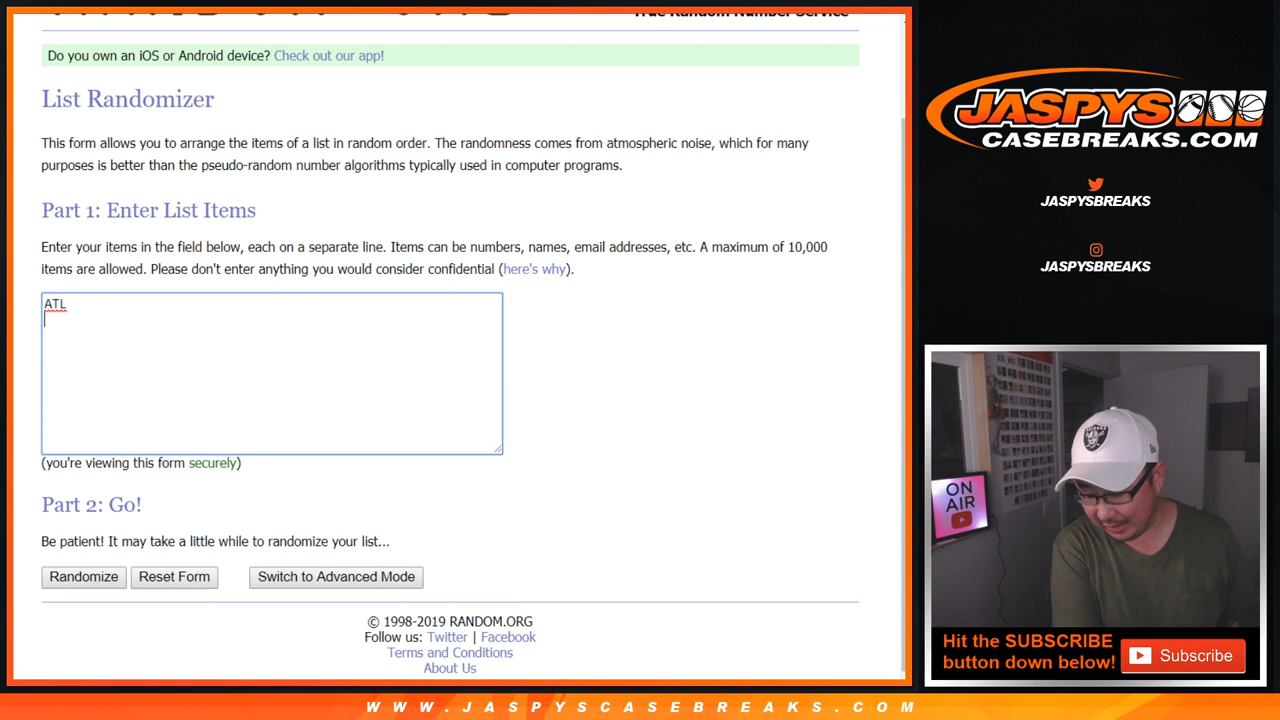 True Random Number Service
Do you own an iOS or Android device? Check out our app!
List Randomizer
This form allows you to arrange the items of a list in random order. The randomness comes from atmospheric noise, which for many
purposes is better than the pseudo-random number algorithms typically used in computer programs.
Part 1: Enter List Items
Enter your items in the field below, each on a separate line. Items can be numbers, names, email addresses, etc. A maximum of 10,000
items are allowed. Please don't enter anything you would consider confidential (here's why).
ATL
(you're viewing this form securely)
Part 2: Go!
Be patient! It may take a little while to randomize your list...
Randomize Reset Form Switch to Advanced Mode
© 1998-2019 RANDOM.ORG
Follow us: Twitter | Facebook
Terms and Conditions
About Us
JASPYS
CASEBREAKS.COM
JASPYSBREAKS
JASPYSBREAKS
ON
AIR
RAIDERS
Hit the SUBSCRIBE
button down below!
Subscribe
WWW.JASPYSCASEBREAKS.COM